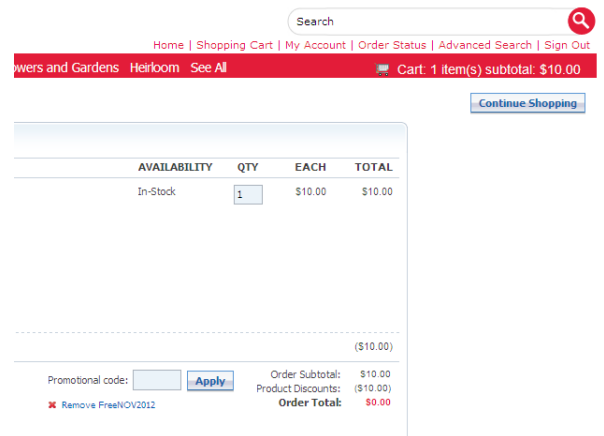 Search
Home | Shopping Cart | My Account | Order Status | Advanced Search | Sign Out
and Gardens Heirloom See All Cart: 1 item(s) subtotal: $10.00
Continue Shopping
AVAILABILITY QTY EACH TOTAL
In-Stock 1 $10.00 $10.00
($10.00)
Promotional code: Apply Order Subtotal: $10.00
Product Discounts: ($10.00)
Remove FreeNOV2012 Order Total: $0.00